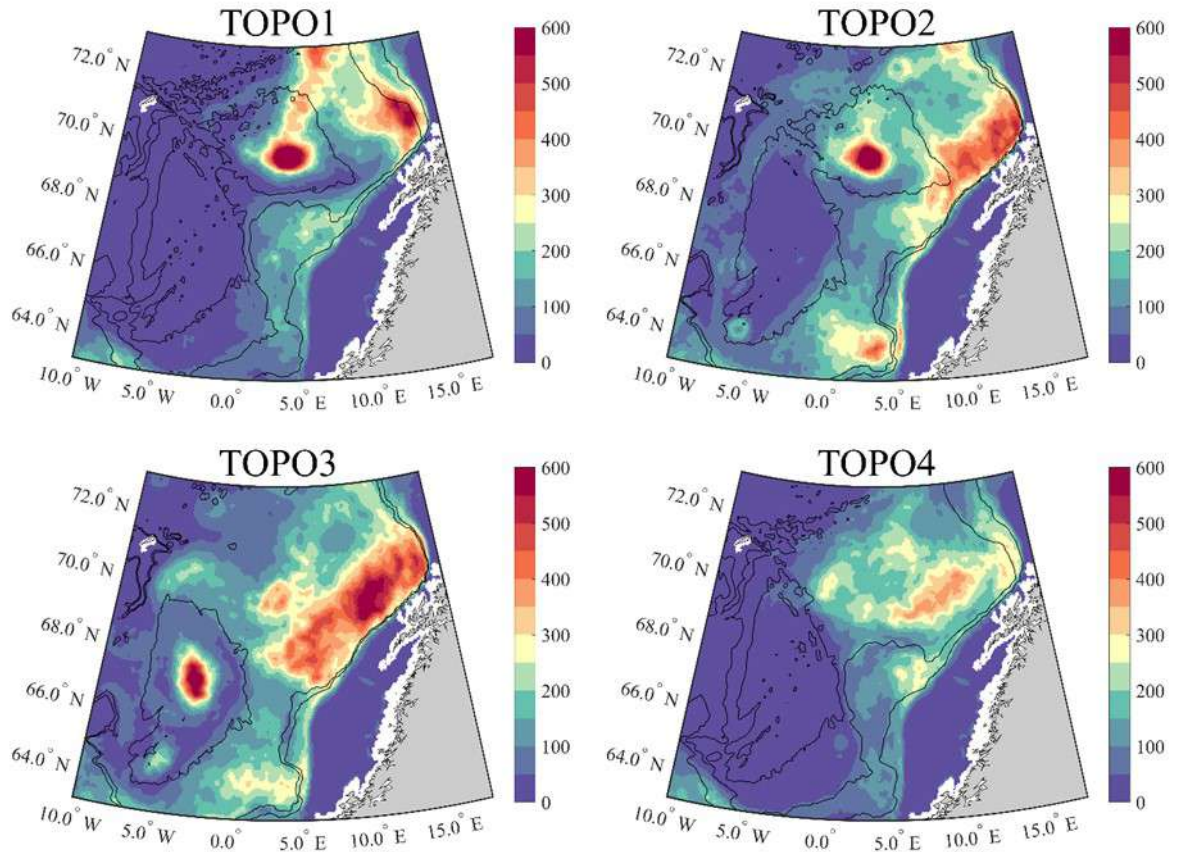 TOPO1
TOPO2
72.0° N
70.0° N
68.0° N
66.0° N
64.0° N
10.0° W
5.0° W
0.0°
5.0° E
10.0° E
15.0° E
600
500
400
300
200
100
0
72.0° N
70.0° N
68.0° N
66.0° N
64.0° N
10.0° W
5.0° W
0.0°
5.0° E
10.0° E
15.0° E
600
500
400
300
200
100
0
TOPO3
TOPO4
72.0° N
70.0° N
68.0° N
66.0° N
64.0° N
10.0° W
5.0° W
0.0°
5.0° E
10.0° E
15.0° E
600
500
400
300
200
100
0
72.0° N
70.0° N
68.0° N
66.0° N
64.0° N
10.0° W
5.0° W
0.0°
5.0° E
10.0° E
15.0° E
600
500
400
300
200
100
0